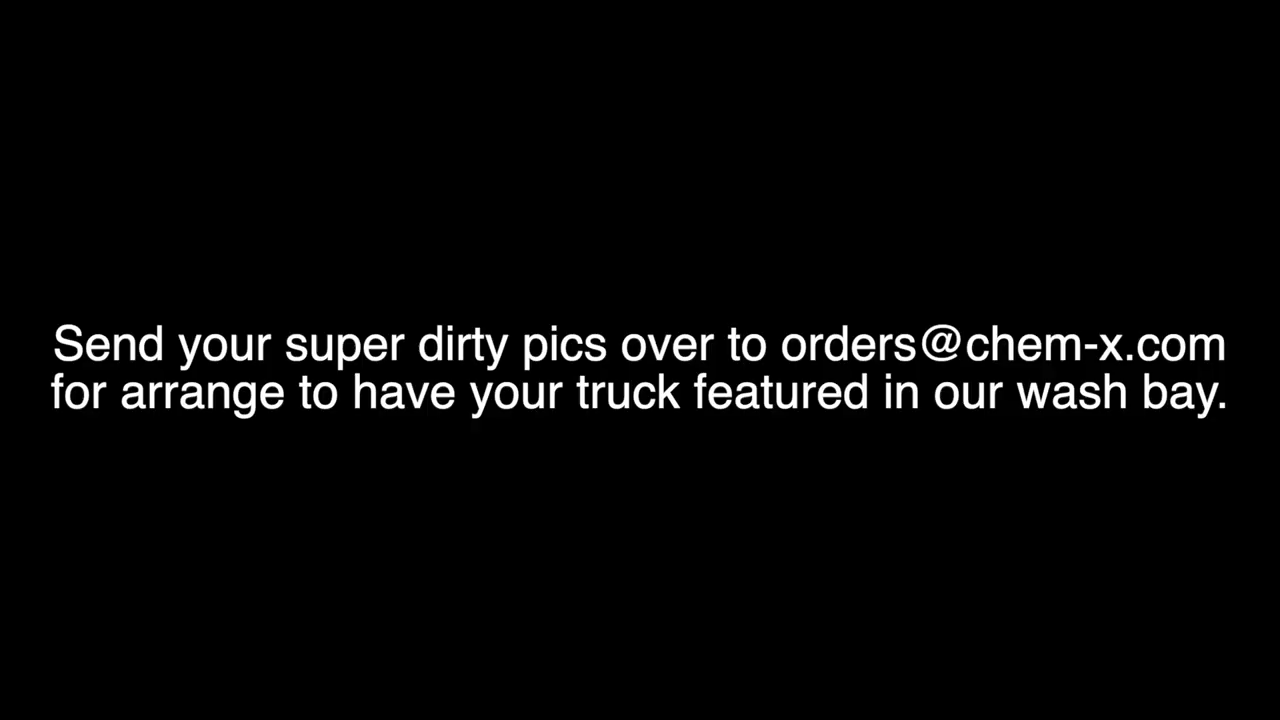 Send your super dirty pics over to orders@chem-x.com
for arrange to have your truck featured in our wash bay.